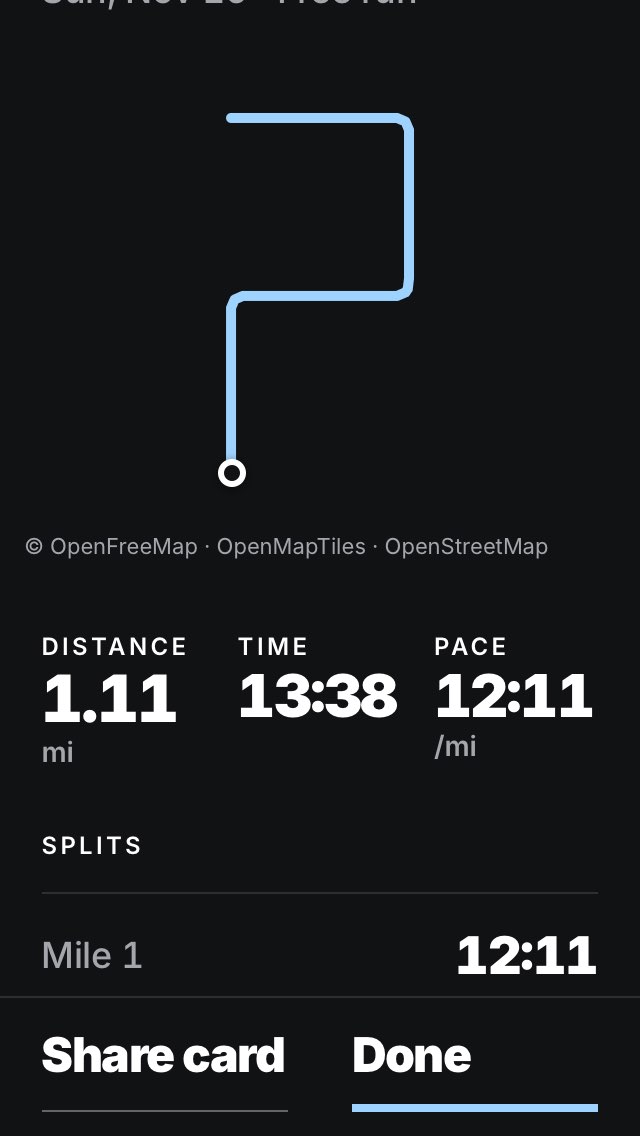 © OpenFreeMap · OpenMapTiles · OpenStreetMap
DISTANCE TIME PACE
1.11 13:38 12:11
mi /mi
SPLITS
Mile 1 12:11
Share card Done